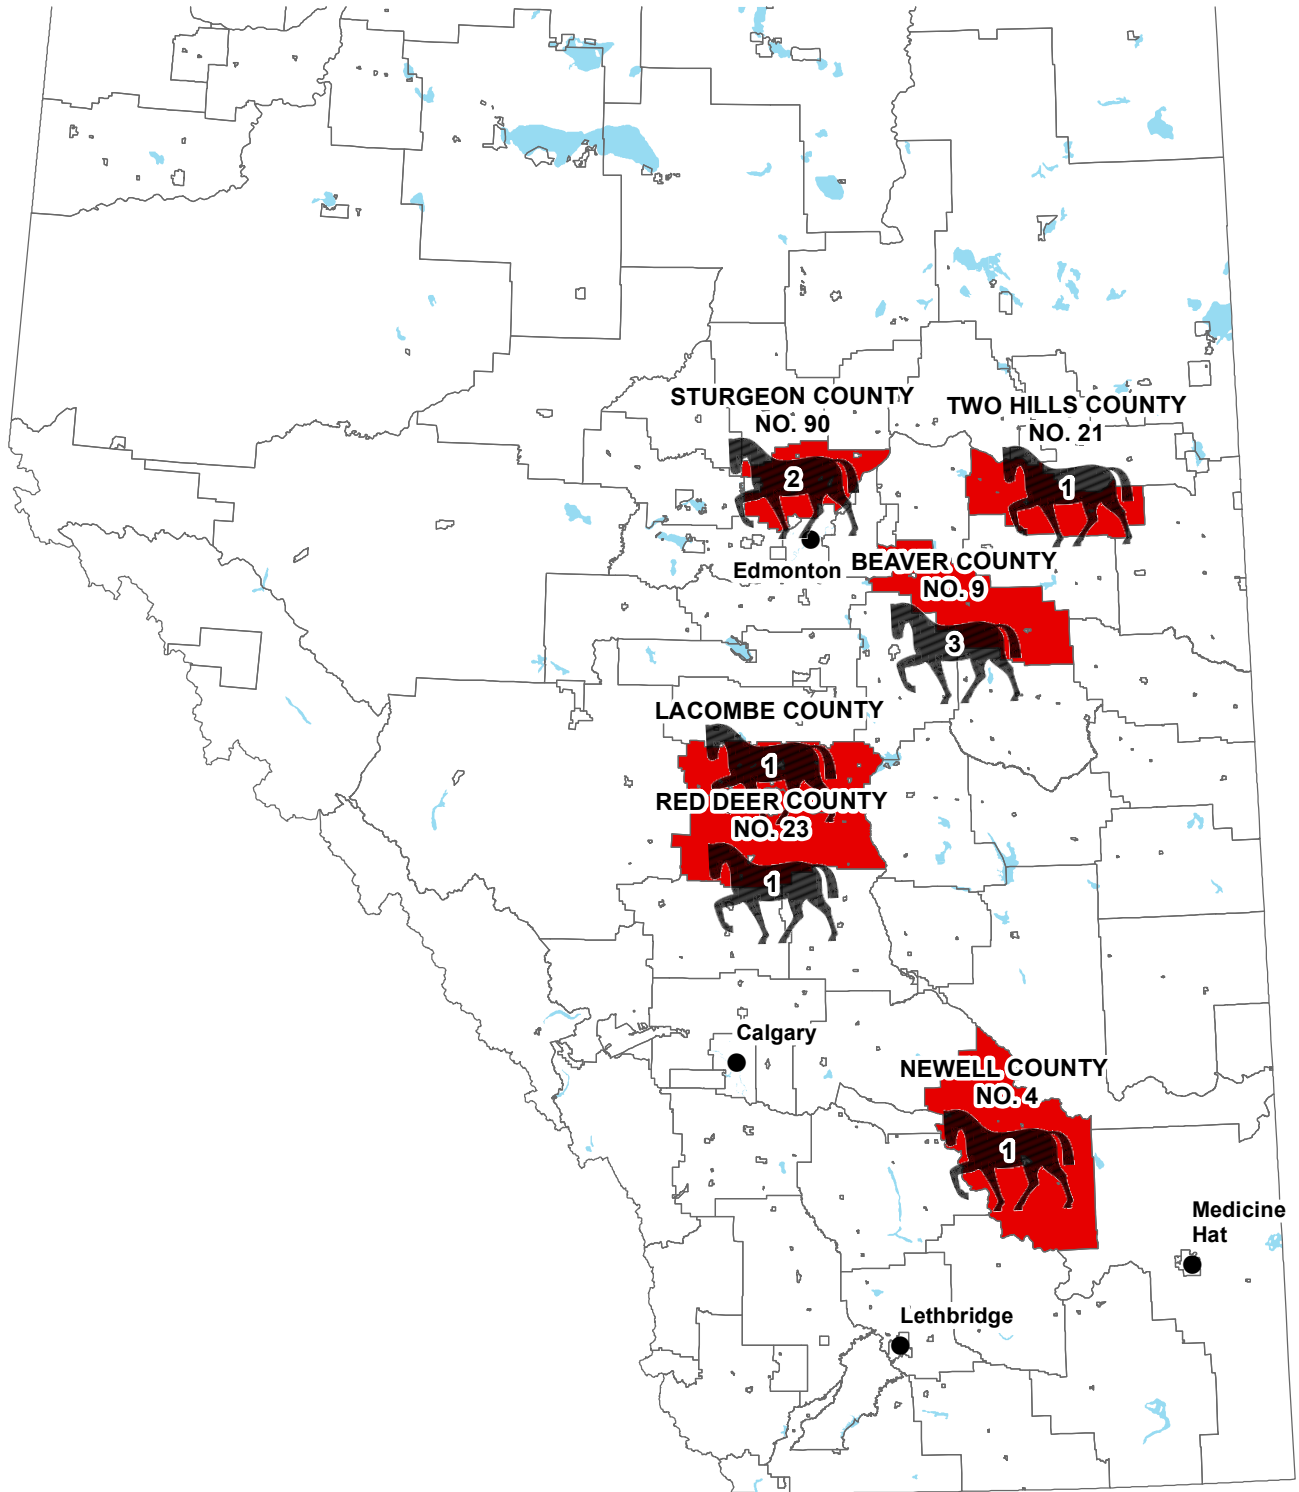 STURGEON COUNTY
NO. 90
2
TWO HILLS COUNTY
NO. 21
1
Edmonton
BEAVER COUNTY
NO. 9
3
LACOMBE COUNTY
1
RED DEER COUNTY
NO. 23
1
Calgary
NEWELL COUNTY
NO. 4
1
Medicine
Hat
Lethbridge